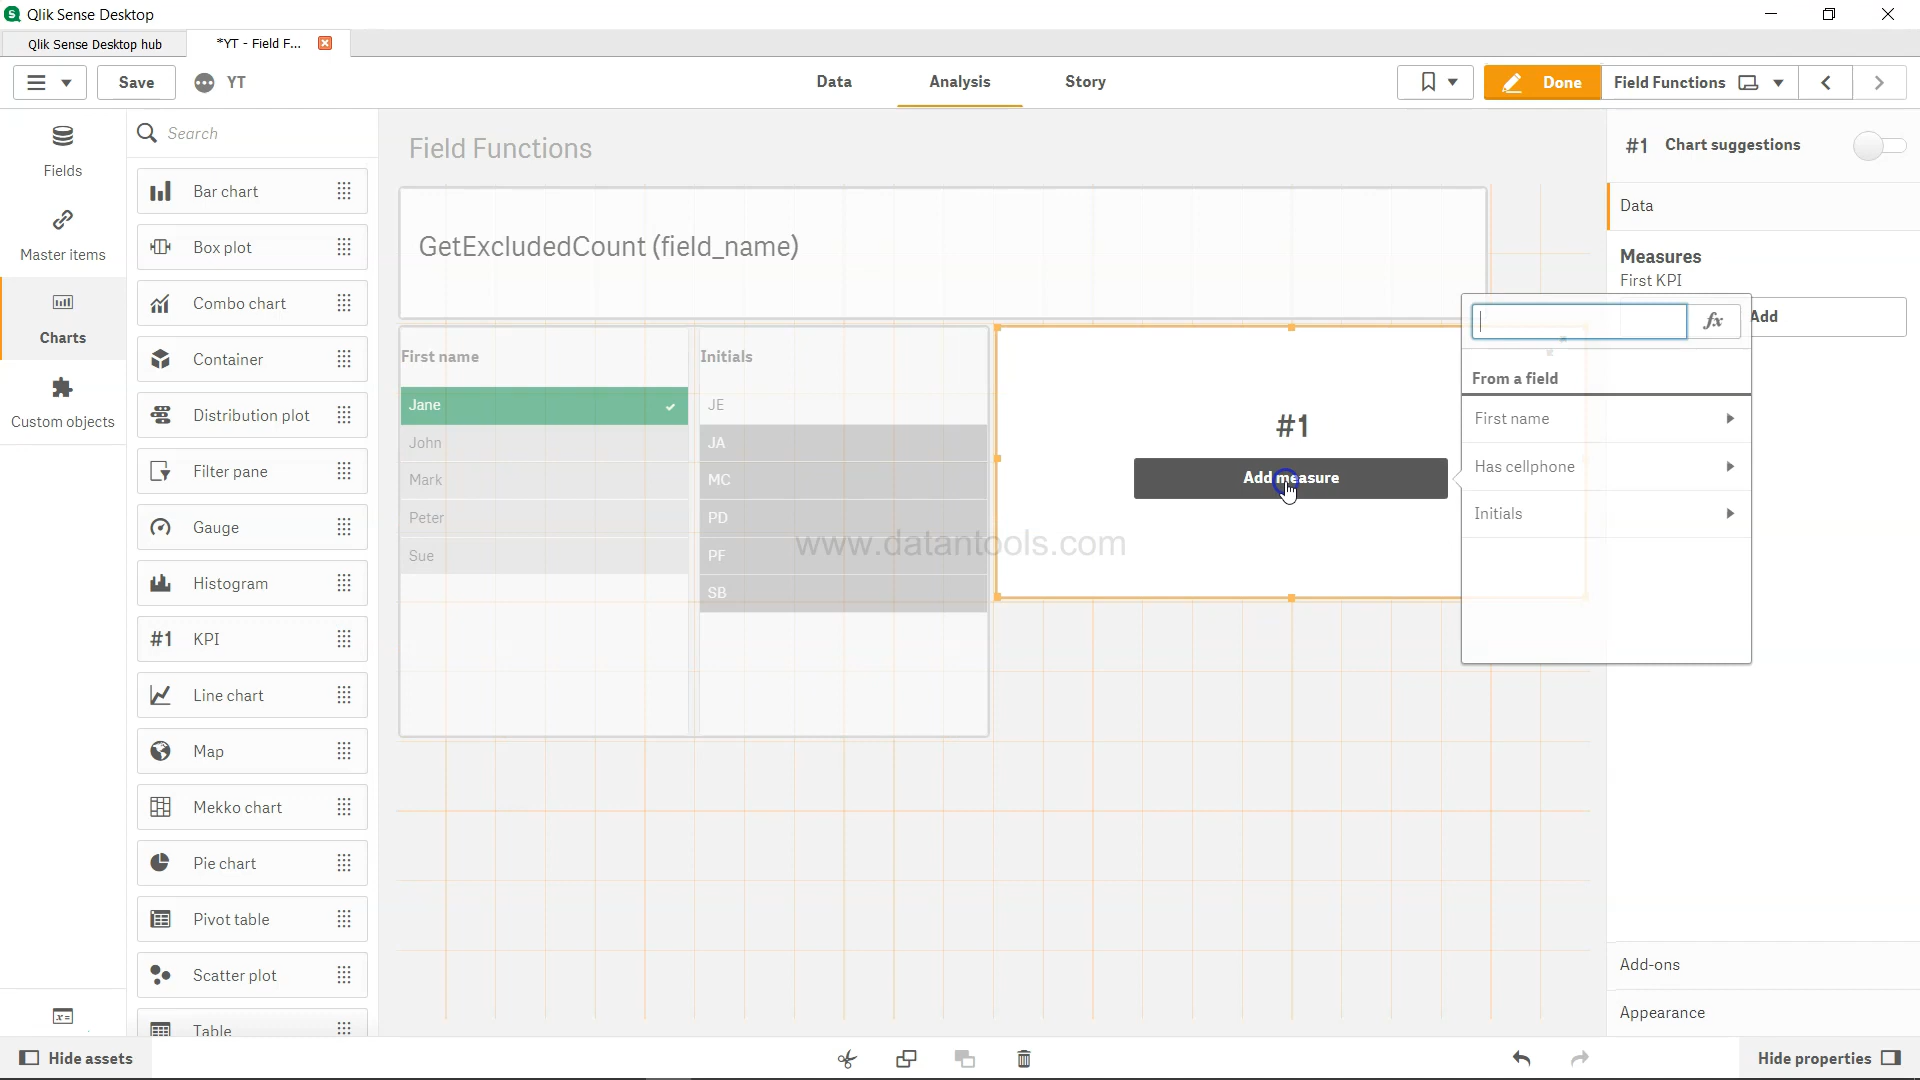 Qlik Sense Desktop
Qlik Sense Desktop hub
*YT - Field F...
Save
YT
Data
Analysis
Story
Done
Field Functions
Fields
Master items
Charts
Custom objects
Search
Bar chart
Box plot
Combo chart
Container
Distribution plot
Filter pane
Gauge
Histogram
#1 KPI
Line chart
Map
Mekko chart
Pie chart
Pivot table
Scatter plot
Table
Field Functions
GetExcludedCount (field_name)
First name
Jane
John
Mark
Peter
Sue
Initials
JE
JA
MC
PD
PF
SB
#1
Add measure
www.datantools.com
fx
From a field
First name
Has cellphone
Initials
#1 Chart suggestions
Data
Measures
First KPI
Add
Add-ons
Appearance
Hide assets
Hide properties